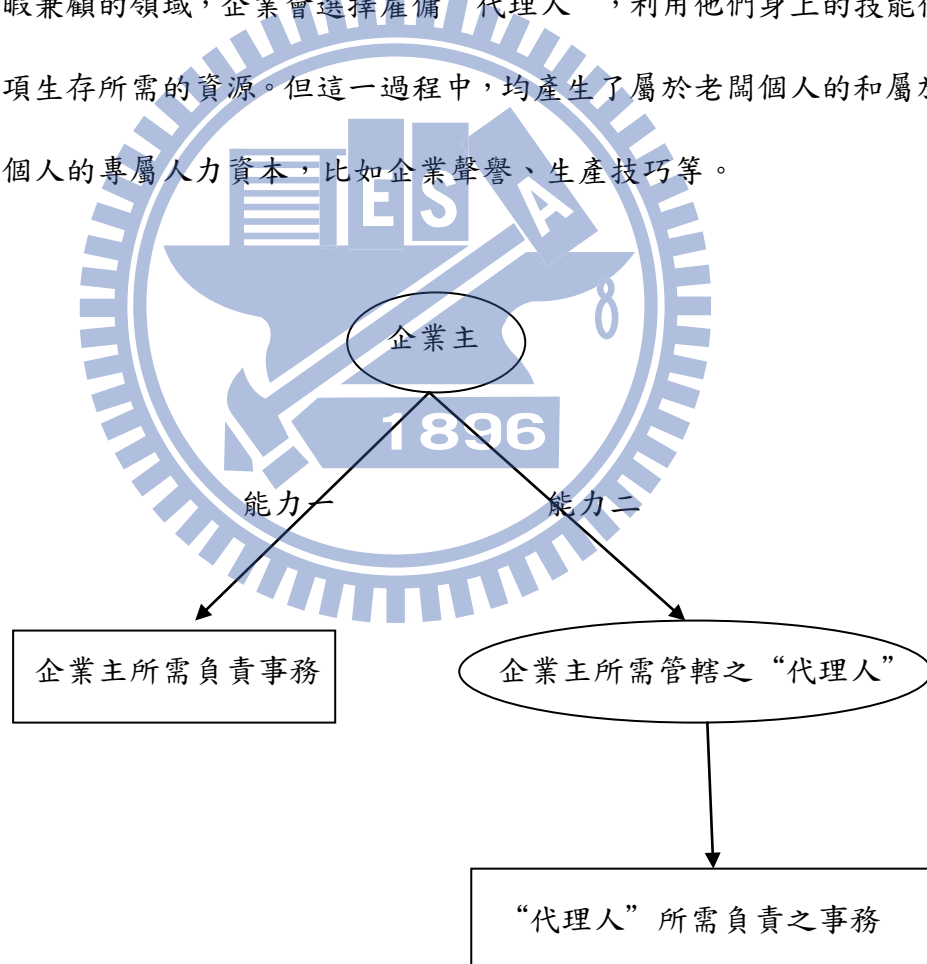 暇兼顧的領域，企業會選擇雇傭“代理人”，利用他們身上的技能
項生存所需的資源。但這一過程中，均產生了屬於老闆個人的和屬
個人的專屬人力資本，比如企業聲譽、生產技巧等。
ESA
8
企業主
1896
能力一 能力二
企業主所需負責事務 企業主所需管轄之“代理人”
“代理人”所需負責之事務